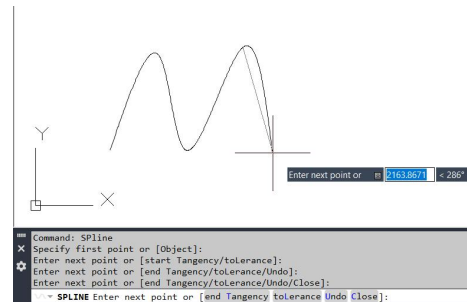 Y
X
Enter next point or 2163.8671 < 286°
Command: SPline
Specify first point or [Object]:
Enter next point or [start Tangency/toLerance]:
Enter next point or [end Tangency/toLerance/Undo]:
Enter next point or [end Tangency/toLerance/Undo/Close]:
SPLINE Enter next point or [end Tangency toLerance Undo Close]: